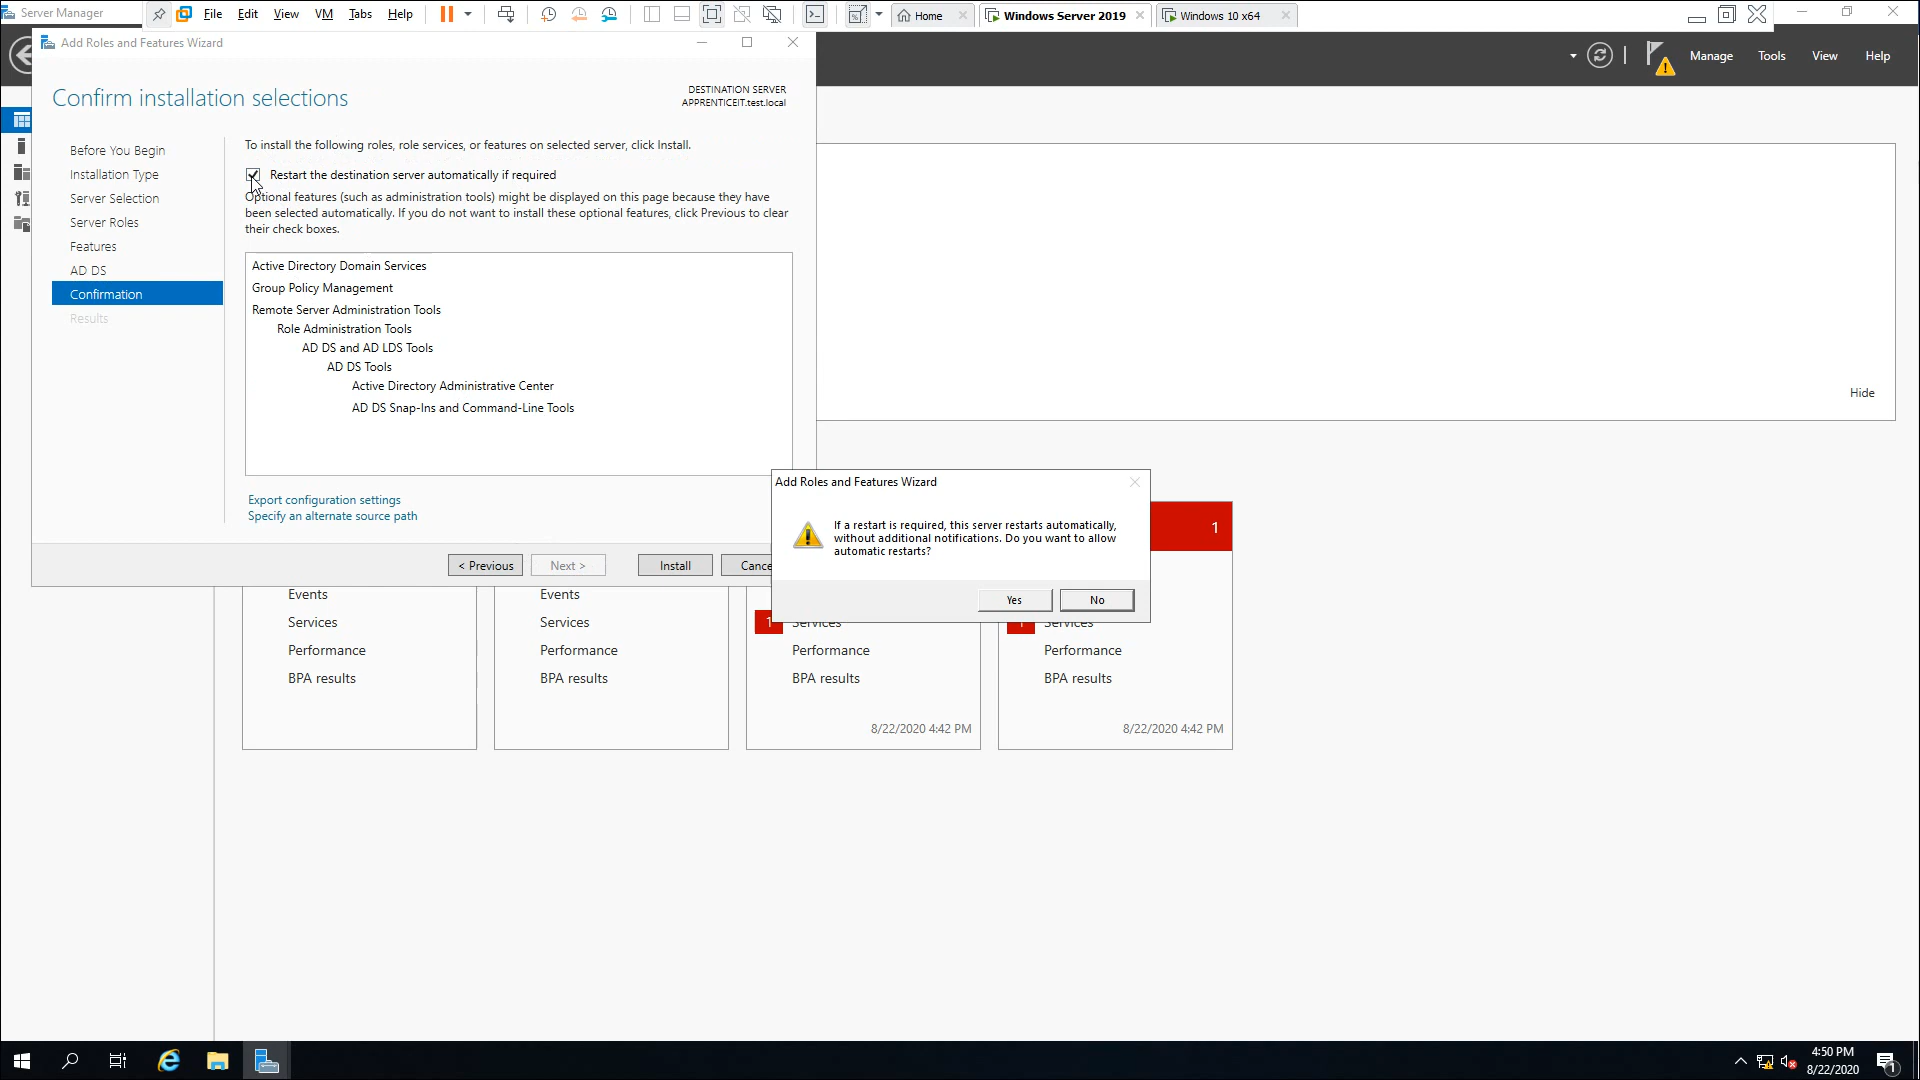 Server Manager
File Edit View VM Tabs Help
Home
Windows Server 2019
Windows 10 x64
Manage Tools View Help
Add Roles and Features Wizard
Confirm installation selections
DESTINATION SERVER
APPRENTICEIT.test.local
Before You Begin
Installation Type
Server Selection
Server Roles
Features
AD DS
Confirmation
Results
To install the following roles, role services, or features on selected server, click Install.
Restart the destination server automatically if required
Optional features (such as administration tools) might be displayed on this page because they have
been selected automatically. If you do not want to install these optional features, click Previous to clear
their check boxes.
Active Directory Domain Services
Group Policy Management
Remote Server Administration Tools
Role Administration Tools
AD DS and AD LDS Tools
AD DS Tools
Active Directory Administrative Center
AD DS Snap-Ins and Command-Line Tools
Export configuration settings
Specify an alternate source path
< Previous
Next >
Install
Cance
Hide
Add Roles and Features Wizard
If a restart is required, this server restarts automatically,
without additional notifications. Do you want to allow
automatic restarts?
Yes
No
1
Events
Services
Performance
BPA results
Events
Services
Performance
BPA results
1 Services
Performance
BPA results
8/22/2020 4:42 PM
1 Services
Performance
BPA results
8/22/2020 4:42 PM
4:50 PM
8/22/2020
1